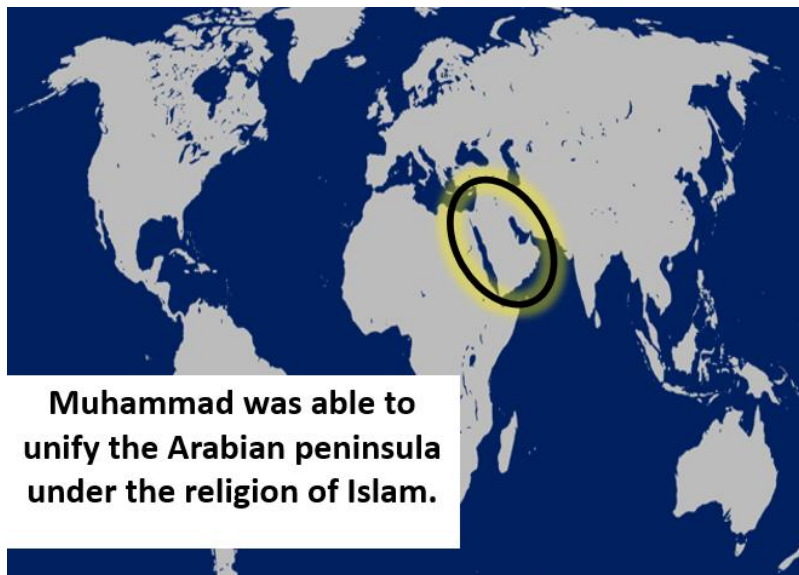 Muhammad was able to
unify the Arabian peninsula
under the religion of Islam.